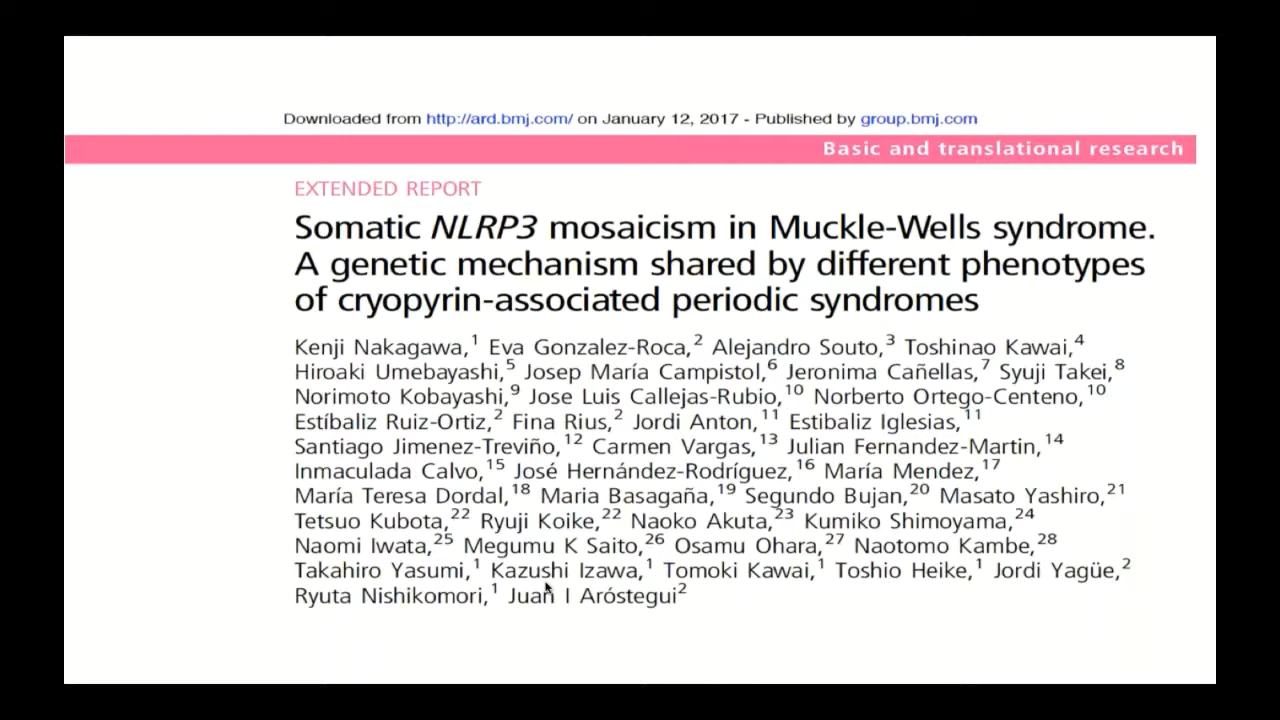 Downloaded from http://ard.bmj.com/ on January 12, 2017 - Published by group.bmj.com
Basic and translational research
EXTENDED REPORT
Somatic NLRP3 mosaicism in Muckle-Wells syndrome.
A genetic mechanism shared by different phenotypes
of cryopyrin-associated periodic syndromes
Kenji Nakagawa,1 Eva Gonzalez-Roca,2 Alejandro Souto,3 Toshinao Kawai,4
Hiroaki Umebayashi,5 Josep María Campistol,6 Jeronima Cañellas,7 Syuji Takei,8
Norimoto Kobayashi,9 Jose Luis Callejas-Rubio,10 Norberto Ortego-Centeno,10
Estíbaliz Ruiz-Ortiz,2 Fina Rius,2 Jordi Anton,11 Estibaliz Iglesias,11
Santiago Jimenez-Treviño,12 Carmen Vargas,13 Julian Fernandez-Martin,14
Inmaculada Calvo,15 José Hernández-Rodríguez,16 María Mendez,17
María Teresa Dordal,18 Maria Basagaña,19 Segundo Bujan,20 Masato Yashiro,21
Tetsuo Kubota,22 Ryuji Koike,22 Naoko Akuta,23 Kumiko Shimoyama,24
Naomi Iwata,25 Megumu K Saito,26 Osamu Ohara,27 Naotomo Kambe,28
Takahiro Yasumi,1 Kazushi Izawa,1 Tomoki Kawai,1 Toshio Heike,1 Jordi Yagüe,2
Ryuta Nishikomori,1 Juan I Aróstegui2